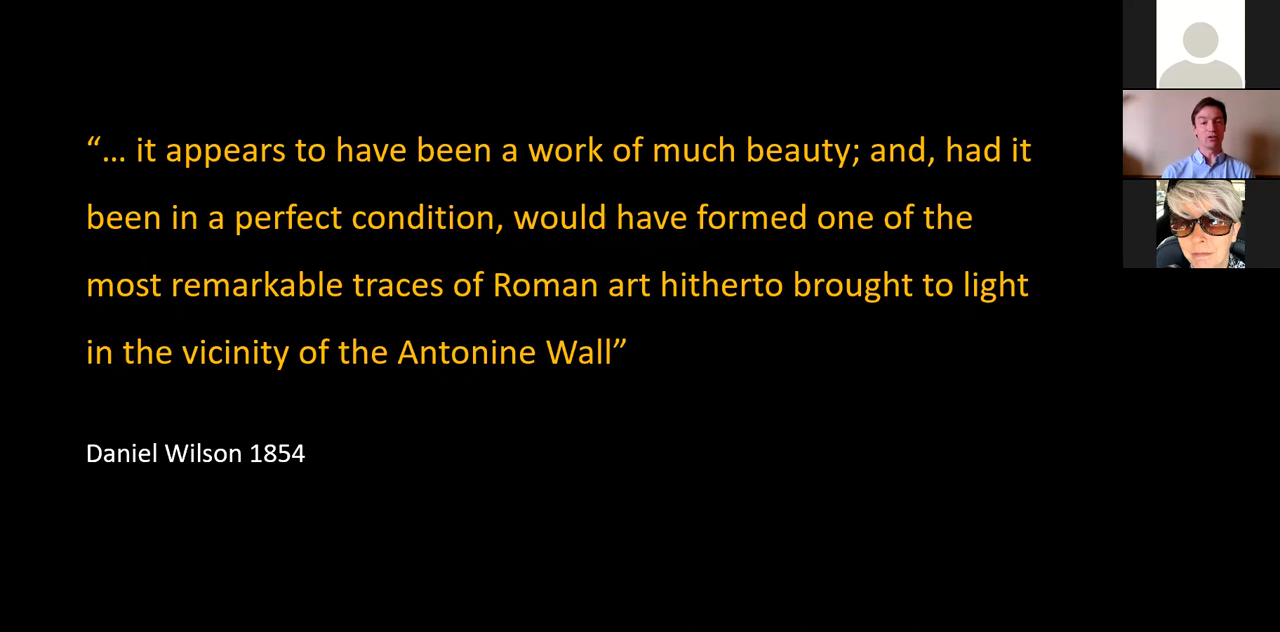 “... it appears to have been a work of much beauty; and, had it
been in a perfect condition, would have formed one of the
most remarkable traces of Roman art hitherto brought to light
in the vicinity of the Antonine Wall”
Daniel Wilson 1854